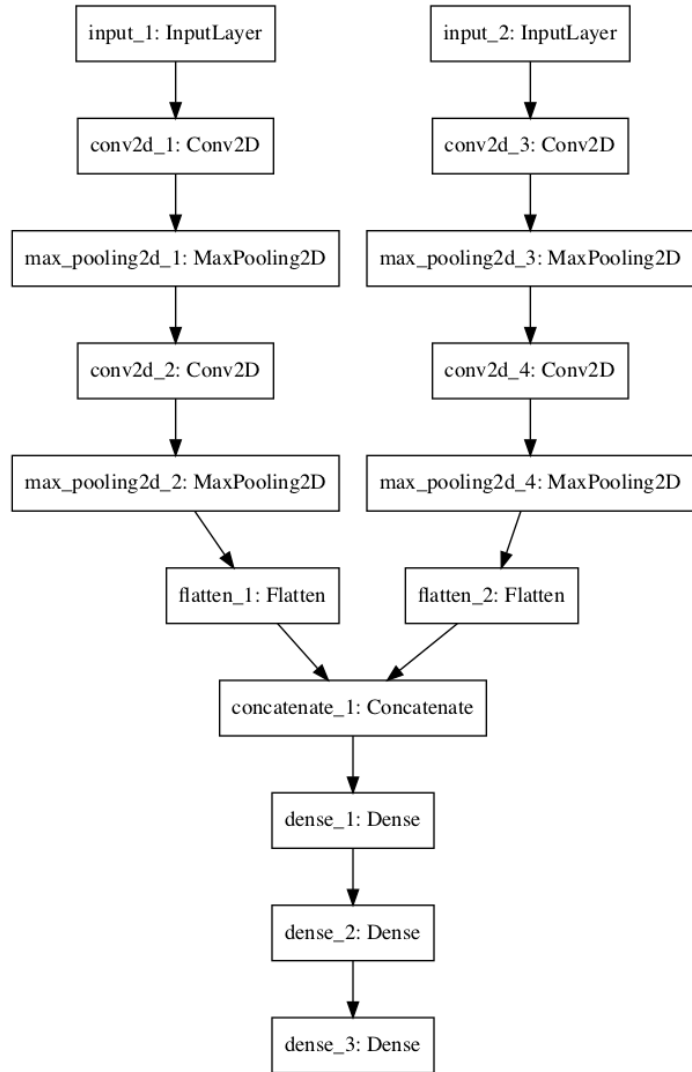 input_1: InputLayer
input_2: InputLayer
conv2d_1: Conv2D
conv2d_3: Conv2D
max_pooling2d_1: MaxPooling2D
max_pooling2d_3: MaxPooling2D
conv2d_2: Conv2D
conv2d_4: Conv2D
max_pooling2d_2: MaxPooling2D
max_pooling2d_4: MaxPooling2D
flatten_1: Flatten
flatten_2: Flatten
concatenate_1: Concatenate
dense_1: Dense
dense_2: Dense
dense_3: Dense